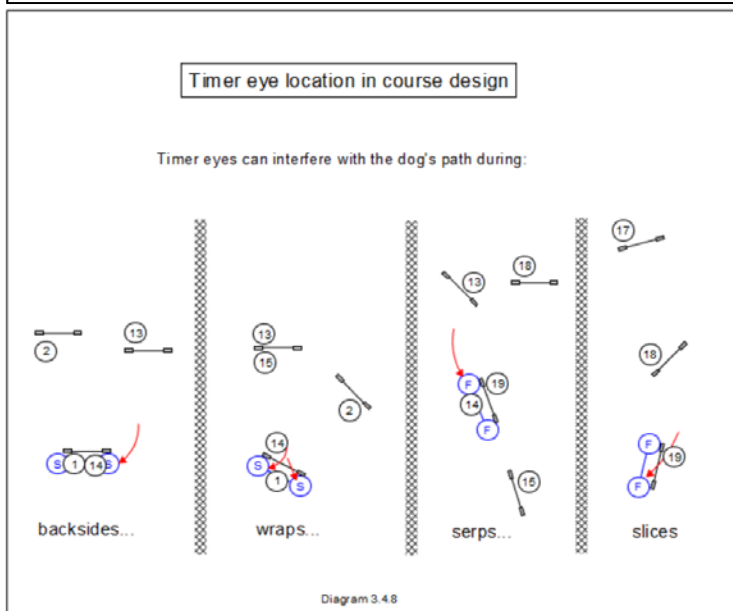 Timer eye location in course design
Timer eyes can interfere with the dog's path during:
2
13
S
1
14
S
backsides...
13
15
2
14
S
1
S
wraps...
13
18
F
19
14
F
15
serps...
17
18
F
19
F
slices
Diagram 3.4.8